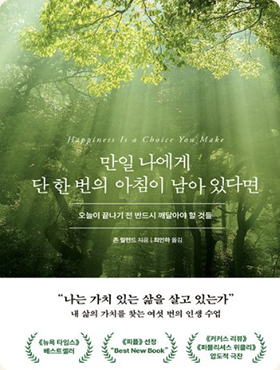 Happiness Is a Choice You Make
만일 나에게
단 한 번의 아침이 남아 있다면
오늘이 끝나기 전 반드시 깨달아야 할 것들
존 릴런드 지음 | 최인하 옮김
“나는 가치 있는 삶을 살고 있는가”
내 삶의 가치를 찾는 여섯 번의 인생 수업
《뉴욕 타임스》
베스트셀러
《피플》 선정
"Best New Book"
《커커스 리뷰》
《퍼블리셔스 위클리》
압도적 극찬